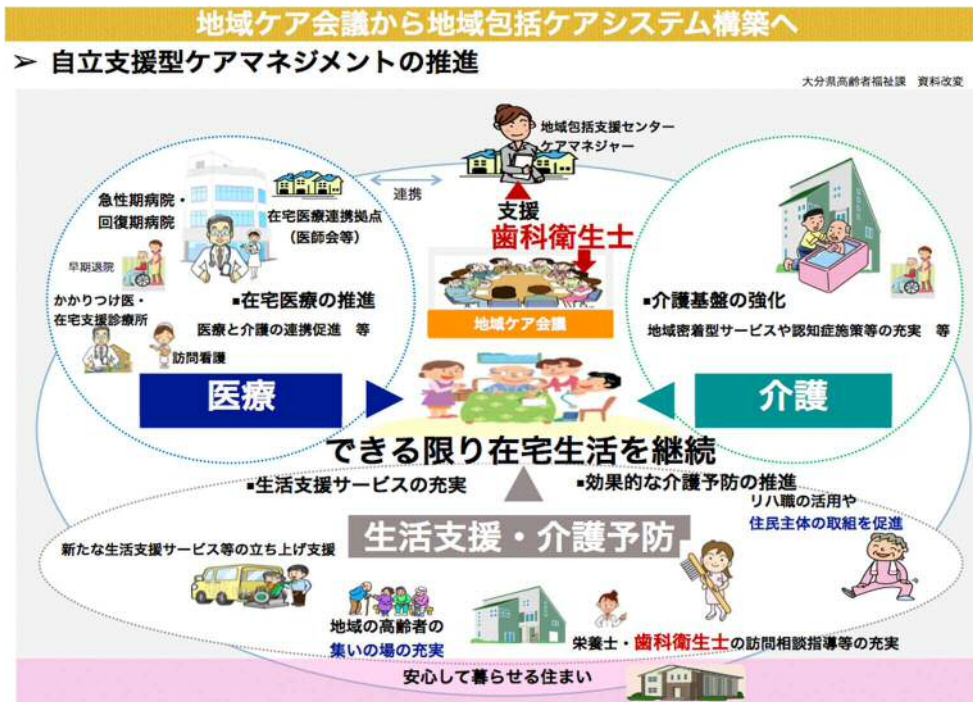 地域ケア会議から地域包括ケアシステム構築へ
➢ 自立支援型ケアマネジメントの推進
大分県高齢者福祉課 資料改変
地域包括支援センター
ケアマネジャー
連携
支援
歯科衛生士
地域ケア会議
急性期病院・
回復期病院
在宅医療連携拠点
（医師会等）
早期退院
かかりつけ医・
在宅支援診療所
▪在宅医療の推進
医療と介護の連携促進 等
訪問看護
医療
▪介護基盤の強化
地域密着型サービスや認知症施策等の充実 等
介護
できる限り在宅生活を継続
▪生活支援サービスの充実
▪効果的な介護予防の推進
生活支援・介護予防
リハ職の活用や
住民主体の取組を促進
新たな生活支援サービス等の立ち上げ支援
地域の高齢者の
集いの場の充実
栄養士・歯科衛生士の訪問相談指導等の充実
安心して暮らせる住まい